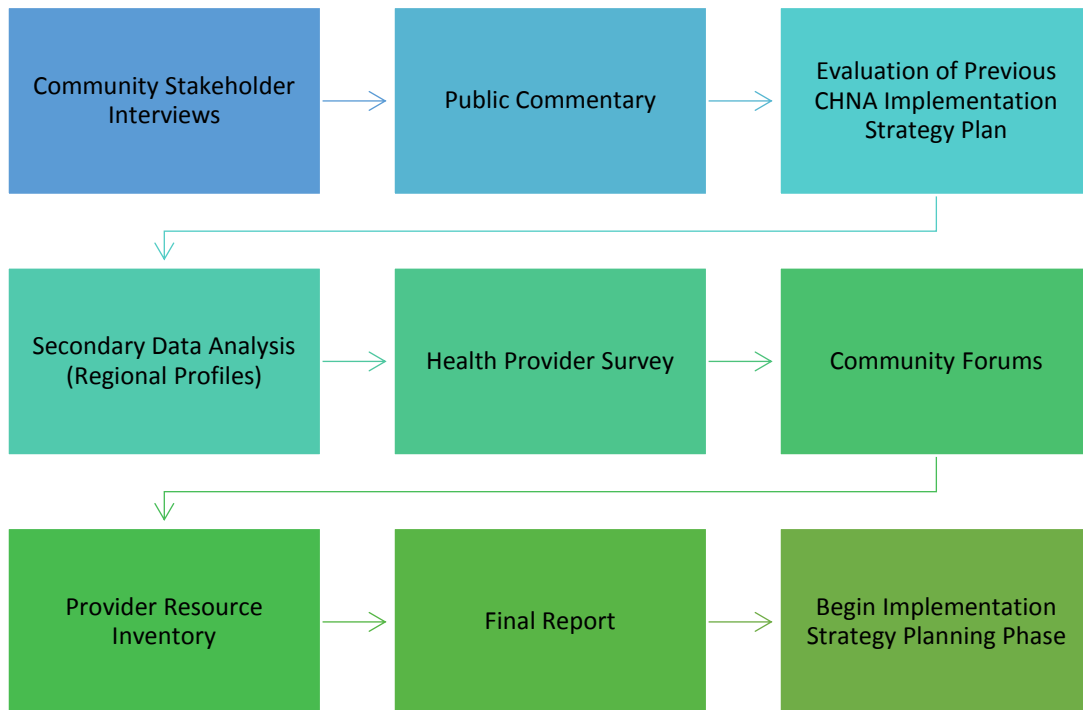 Community Stakeholder
Interviews
Public Commentary
Evaluation of Previous
CHNA Implementation
Strategy Plan
Secondary Data Analysis
(Regional Profiles)
Health Provider Survey
Community Forums
Provider Resource
Inventory
Final Report
Begin Implementation
Strategy Planning Phase